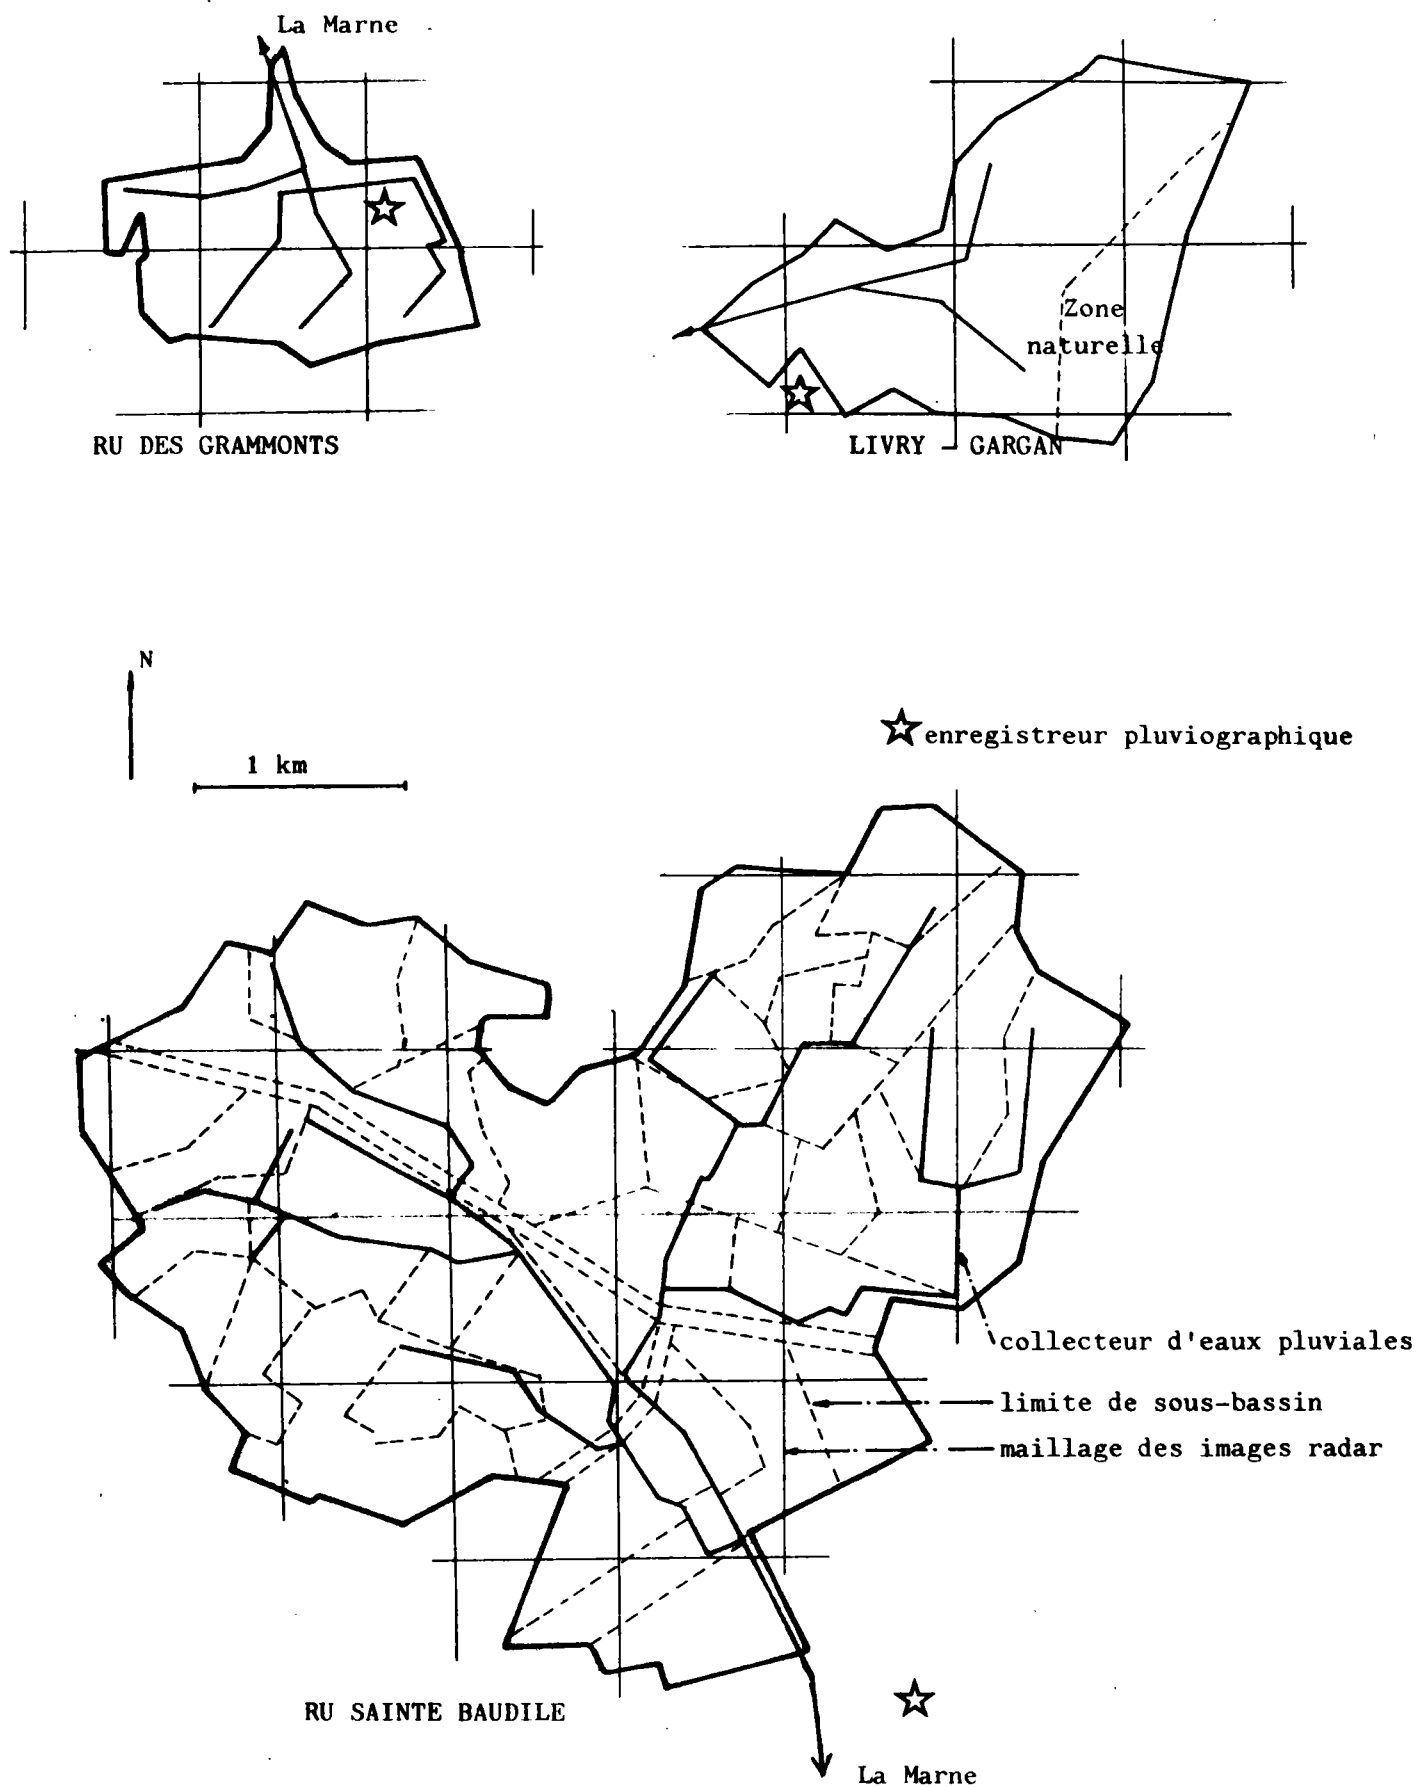 La Marne
Zone
naturelle
RU DES GRAMMONTS
LIVRY - GARGAN
N
enregistreur pluviographique
1 km
collecteur d'eaux pluviales
limite de sous-bassin
maillage des images radar
RU SAINTE BAUDILE
La Marne